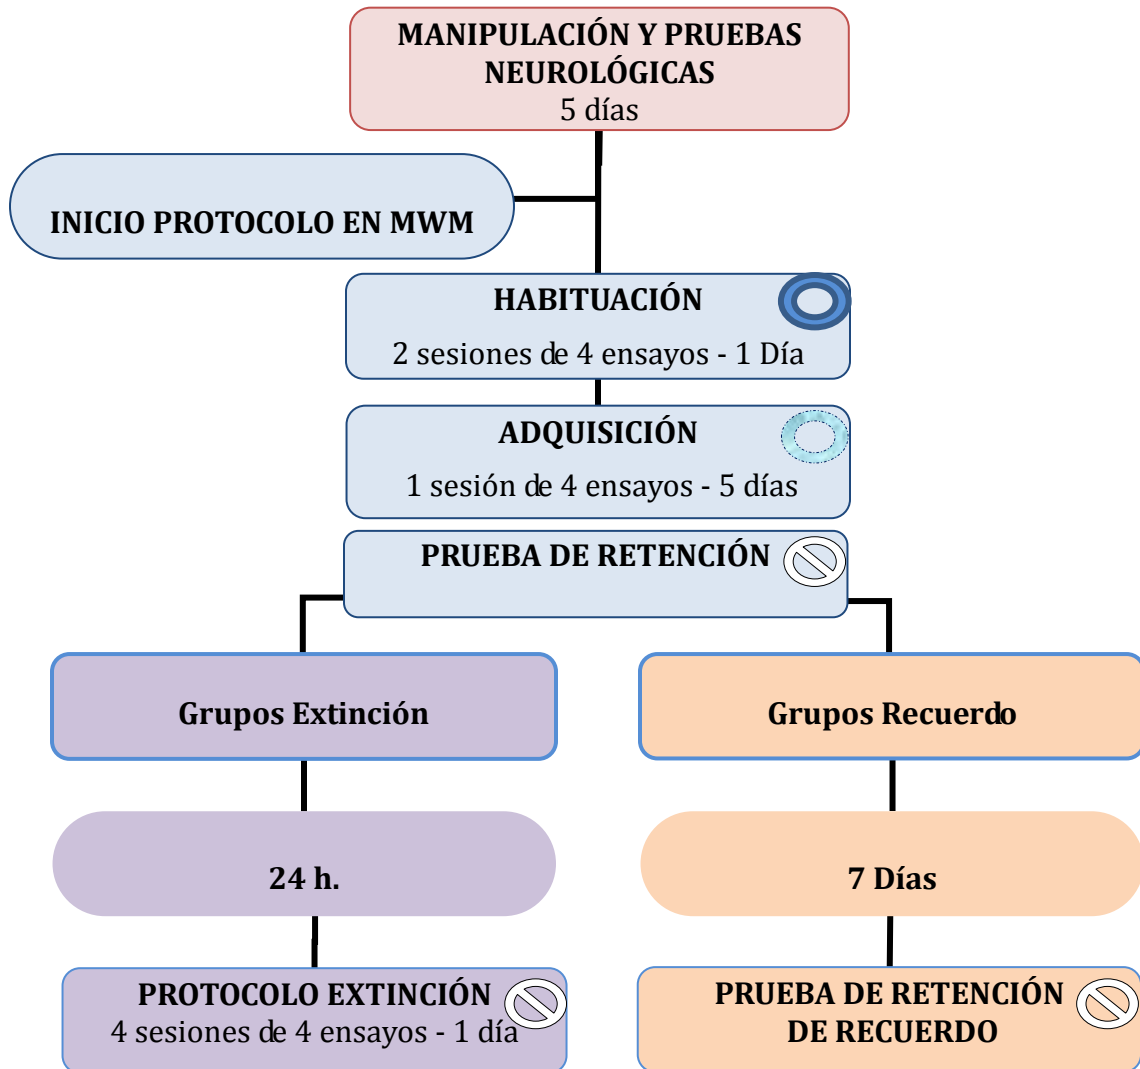 MANIPULACIÓN Y PRUEBAS
NEUROLÓGICAS
5 días
INICIO PROTOCOLO EN MWM
HABITUACIÓN
2 sesiones de 4 ensayos - 1 Día
ADQUISICIÓN
1 sesión de 4 ensayos - 5 días
PRUEBA DE RETENCIÓN
Grupos Extinción
Grupos Recuerdo
24 h.
7 Días
PROTOCOLO EXTINCIÓN
4 sesiones de 4 ensayos - 1 día
PRUEBA DE RETENCIÓN
DE RECUERDO